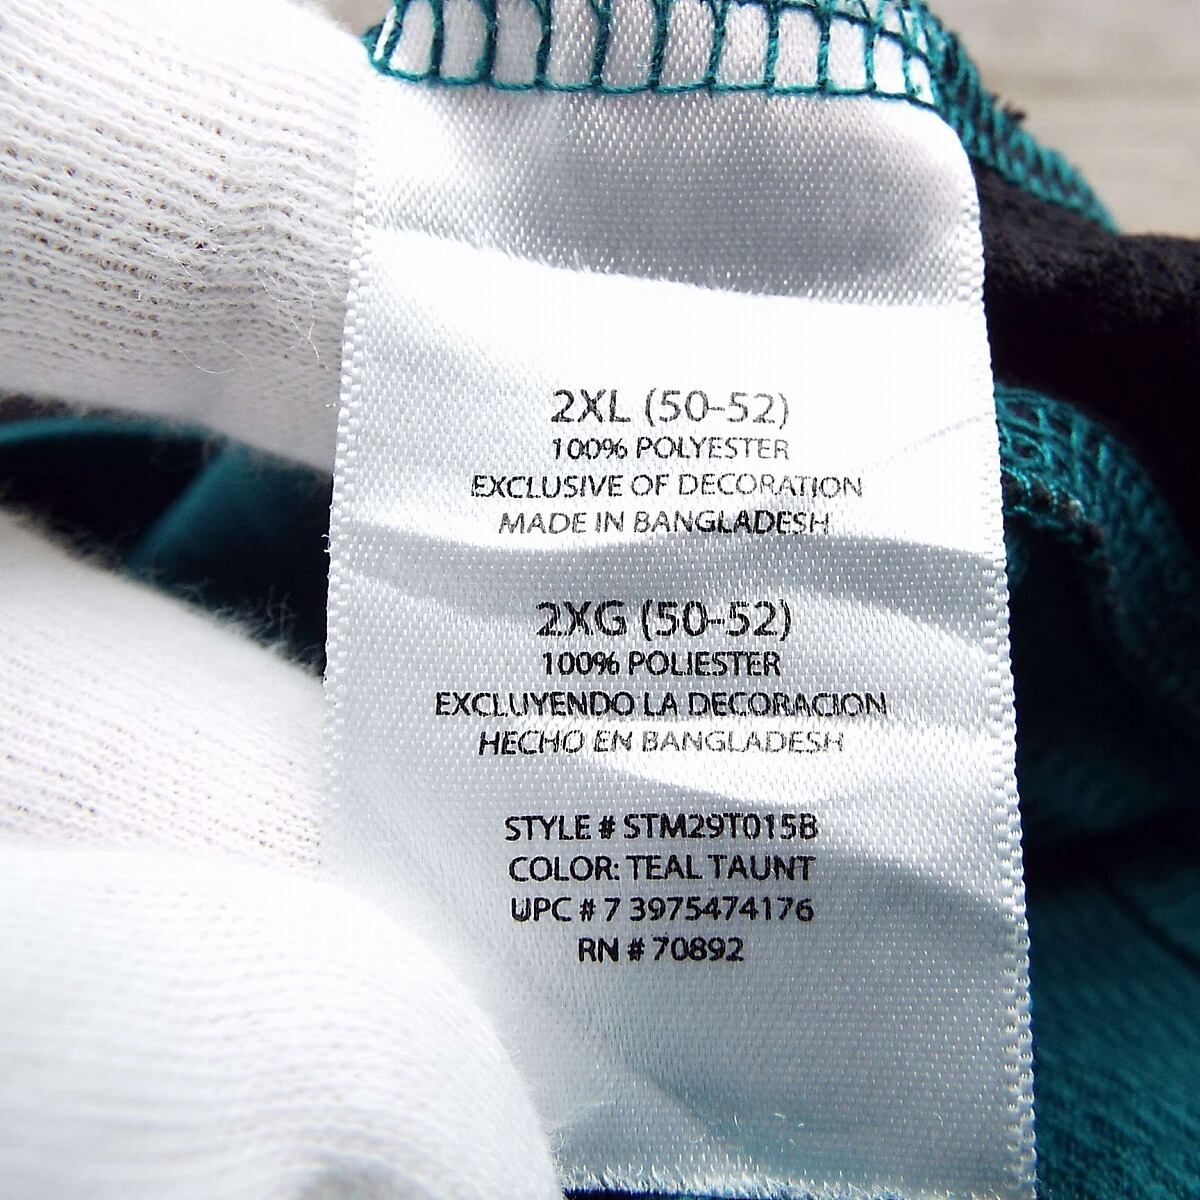 2XL (50-52)
100% POLYESTER
EXCLUSIVE OF DECORATION
MADE IN BANGLADESH
2XG (50-52)
100% POLIESTER
EXCLUYENDO LA DECORACION
HECHO EN BANGLADESH
STYLE # STM29T015B
COLOR: TEAL TAUNT
UPC # 7 3975474176
RN # 70892